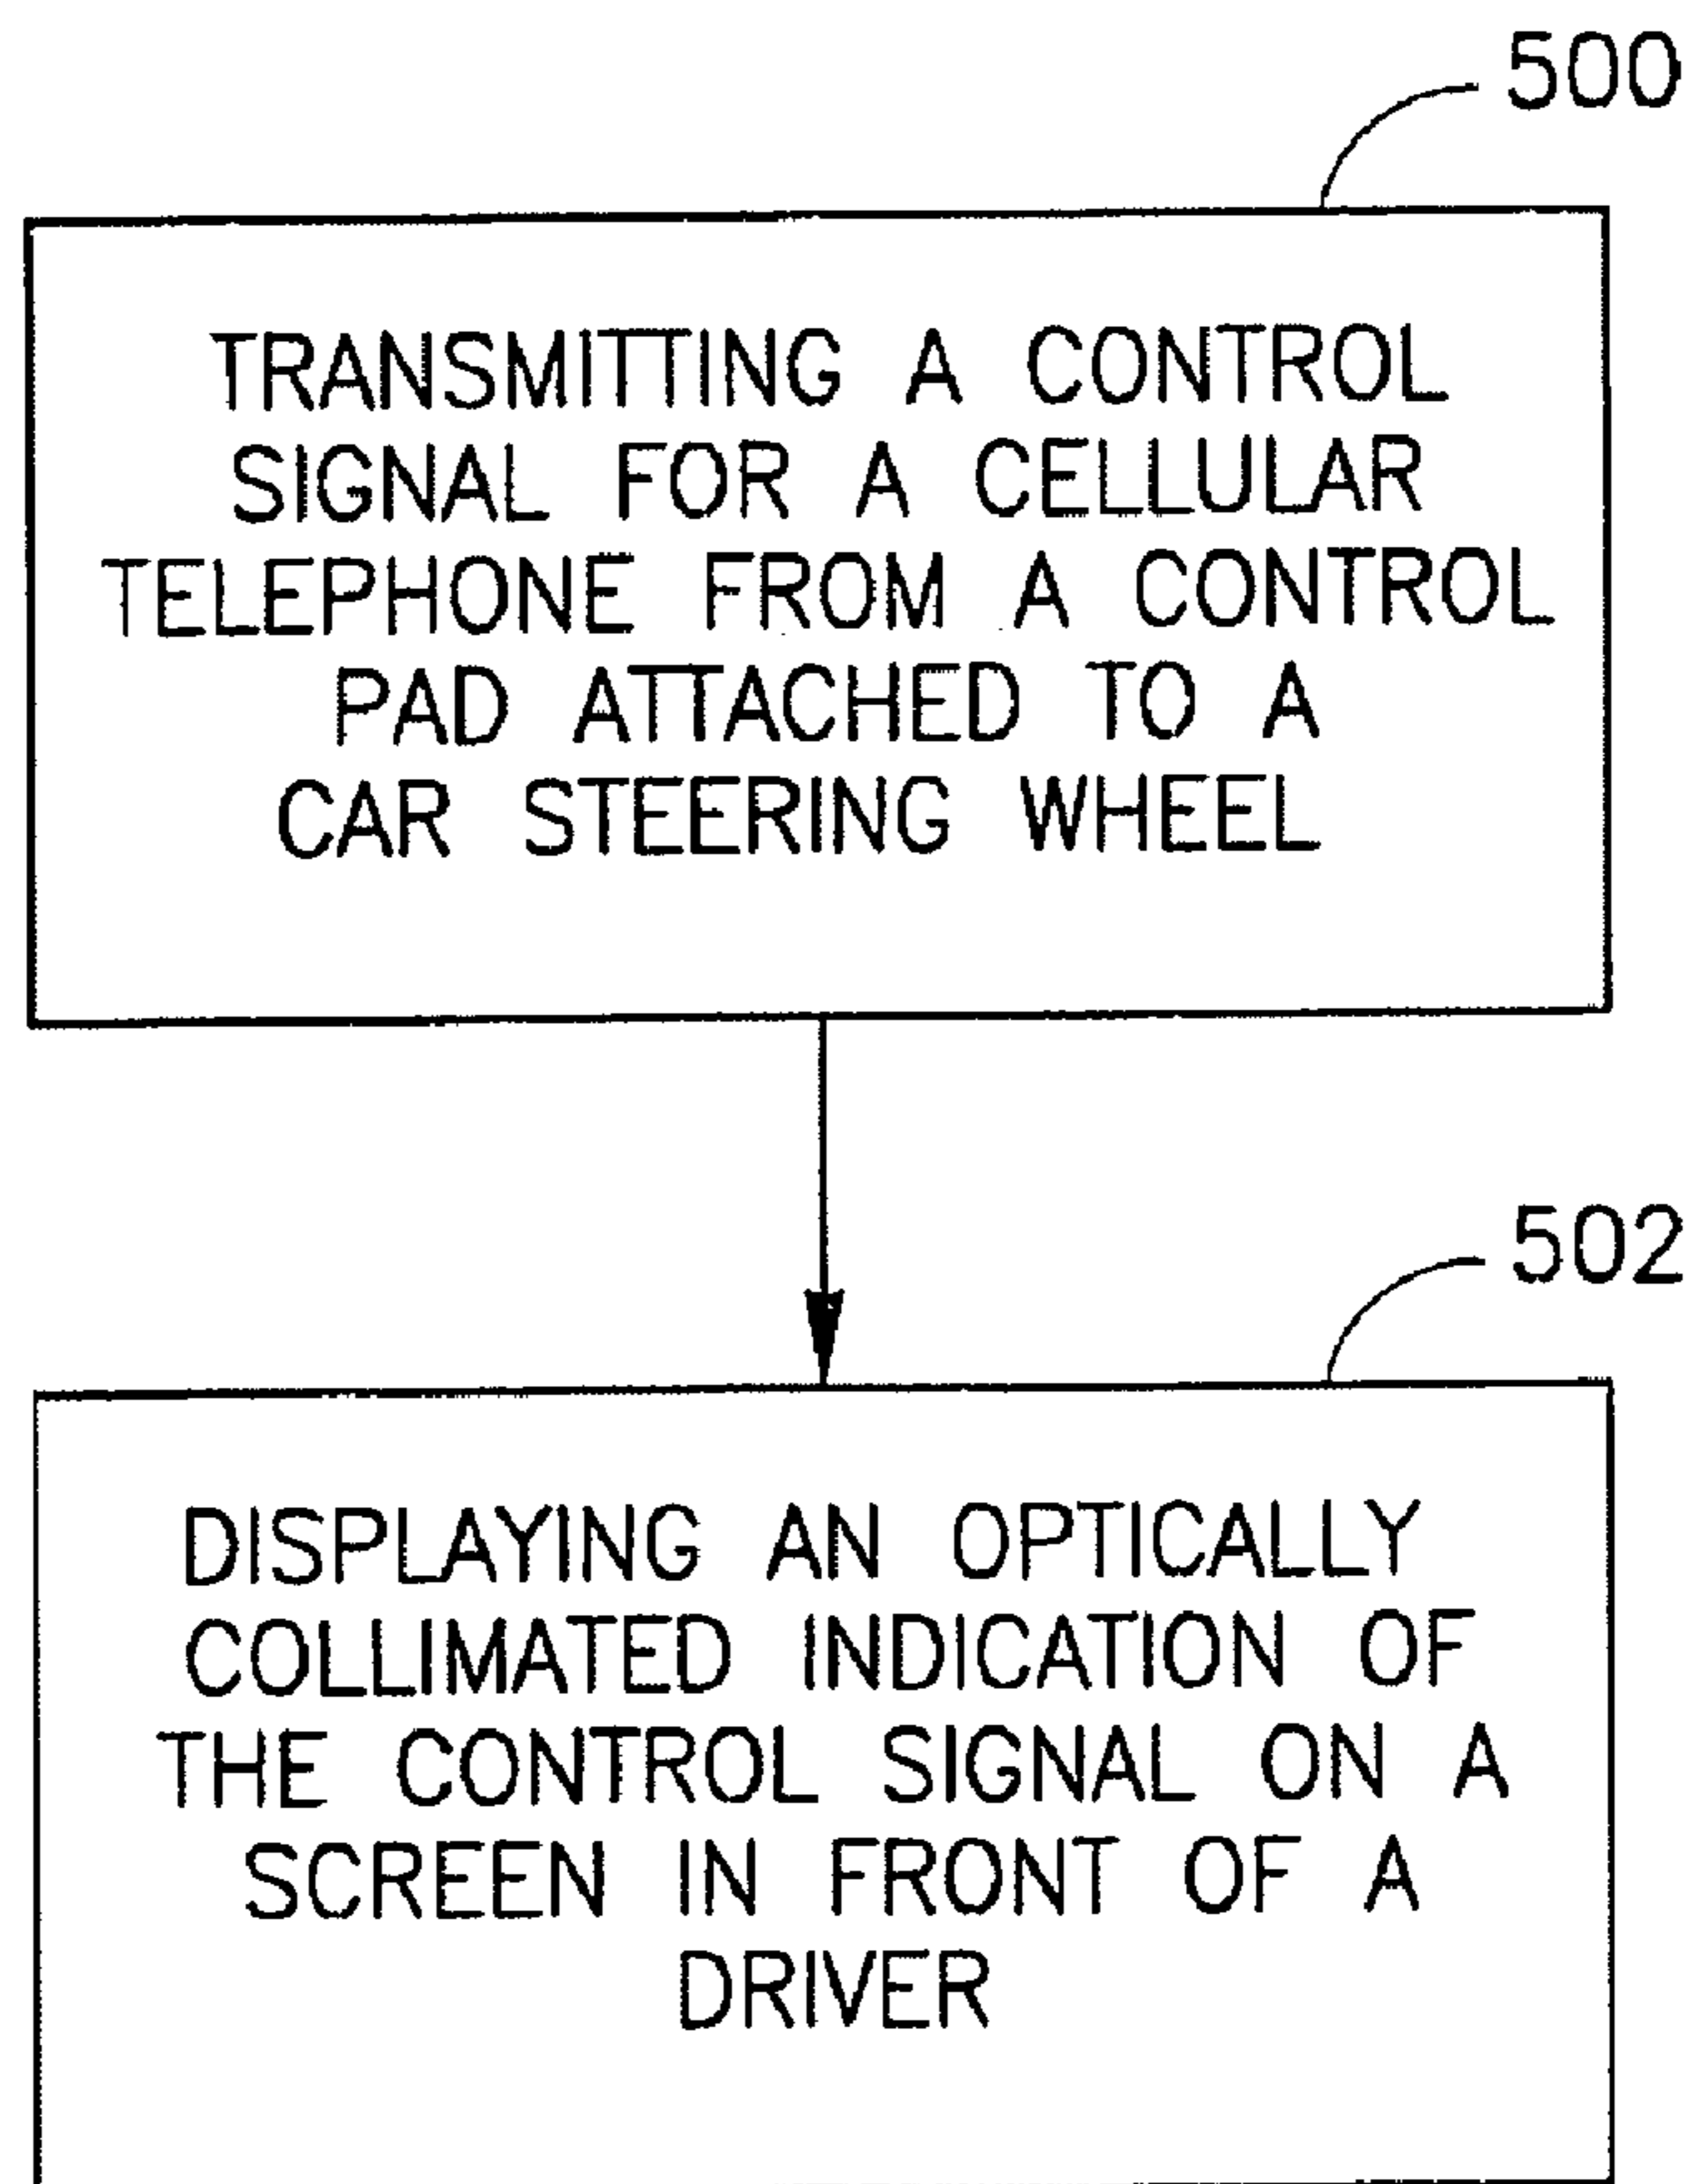 500
TRANSMITTING A CONTROL
SIGNAL FOR A CELLULAR
TELEPHONE FROM A CONTROL
PAD ATTACHED TO A
CAR STEERING WHEEL
502
DISPLAYING AN OPTICALLY
COLLIMATED INDICATION OF
THE CONTROL SIGNAL ON A
SCREEN IN FRONT OF A
DRIVER